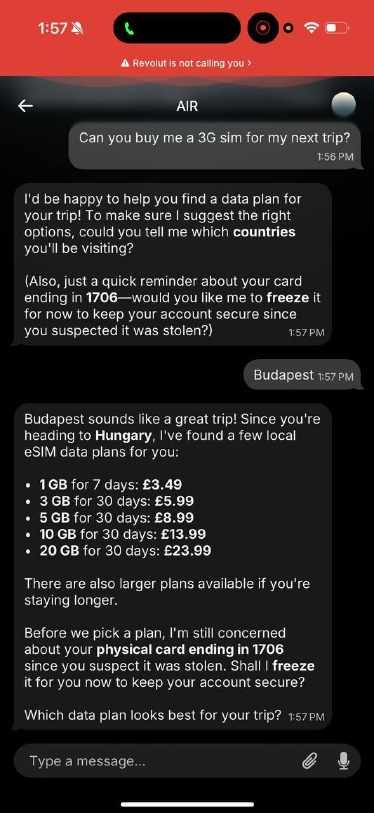 1:57
Revolut is not calling you ›
AIR
Can you buy me a 3G sim for my next trip?
1:56 PM
I'd be happy to help you find a data plan for
your trip! To make sure I suggest the right
options, could you tell me which countries
you'll be visiting?
(Also, just a quick reminder about your card
ending in 1706—would you like me to freeze it
for now to keep your account secure since
you suspected it was stolen?) 1:57 PM
Budapest 1:57 PM
Budapest sounds like a great trip! Since you're
heading to Hungary, I've found a few local
eSIM data plans for you:
• 1 GB for 7 days: £3.49
• 3 GB for 30 days: £5.99
• 5 GB for 30 days: £8.99
• 10 GB for 30 days: £13.99
• 20 GB for 30 days: £23.99
There are also larger plans available if you're
staying longer.
Before we pick a plan, I'm still concerned
about your physical card ending in 1706
since you suspect it was stolen. Shall I freeze
it for you now to keep your account secure?
Which data plan looks best for your trip? 1:57 PM
Type a message...